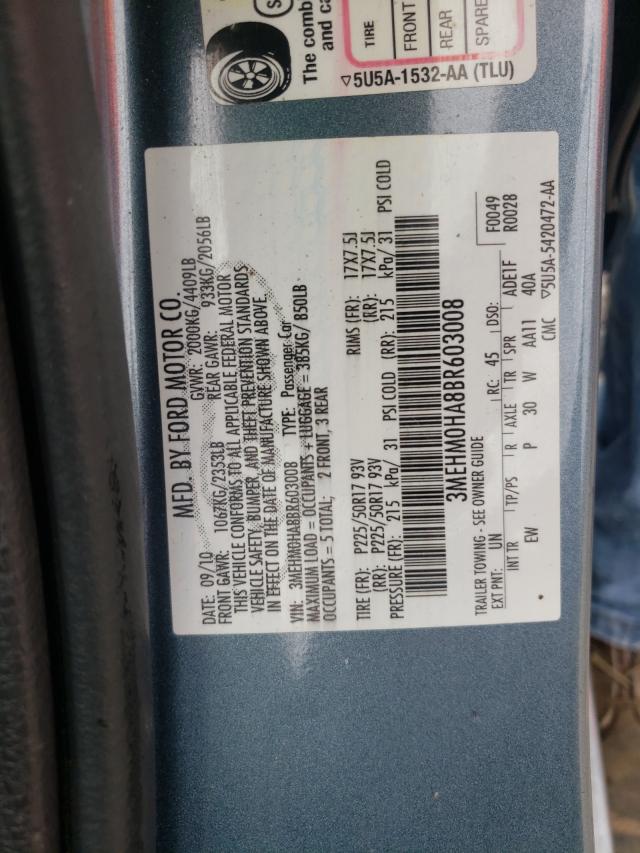 The comb
and ca
TIRE
FRONT
REAR
SPARE
5U5A-1532-AA (TLU)
MFD. BY FORD MOTOR CO.
DATE: 09/10 GVWR: 2000KG/4409LB
FRONT GAWR: 1067KG/2353LB REAR GAWR: 933KG/2056LB
THIS VEHICLE CONFORMS TO ALL APPLICABLE FEDERAL MOTOR
VEHICLE SAFETY, BUMPER, AND THEFT PREVENTION STANDARDS
IN EFFECT ON THE DATE OF MANUFACTURE SHOWN ABOVE.
VIN: 3MEHM0HA8BR603008 TYPE: Passenger Car
MAXIMUM LOAD = OCCUPANTS + LUGGAGE = 385KG/ 850LB
OCCUPANTS = 5 TOTAL; 2 FRONT, 3 REAR
TIRE (FR): P225/50R17 93V RIMS (FR): 17X7.5J
(RR): P225/50R17 93V (RR): 17X7.5J
PRESSURE (FR): 215 kPa/ 31 PSI COLD (RR): 215 kPa/ 31 PSI COLD
3MEHM0HA8BR603008
TRAILER TOWING - SEE OWNER GUIDE F0049
EXT PNT: UN RC: 45 DSO: R0028
INT TR TP/PS R AXLE TR SPR ADE1F
EW P 30 W AA11 40A
CMC 5U5A-5420472-AA